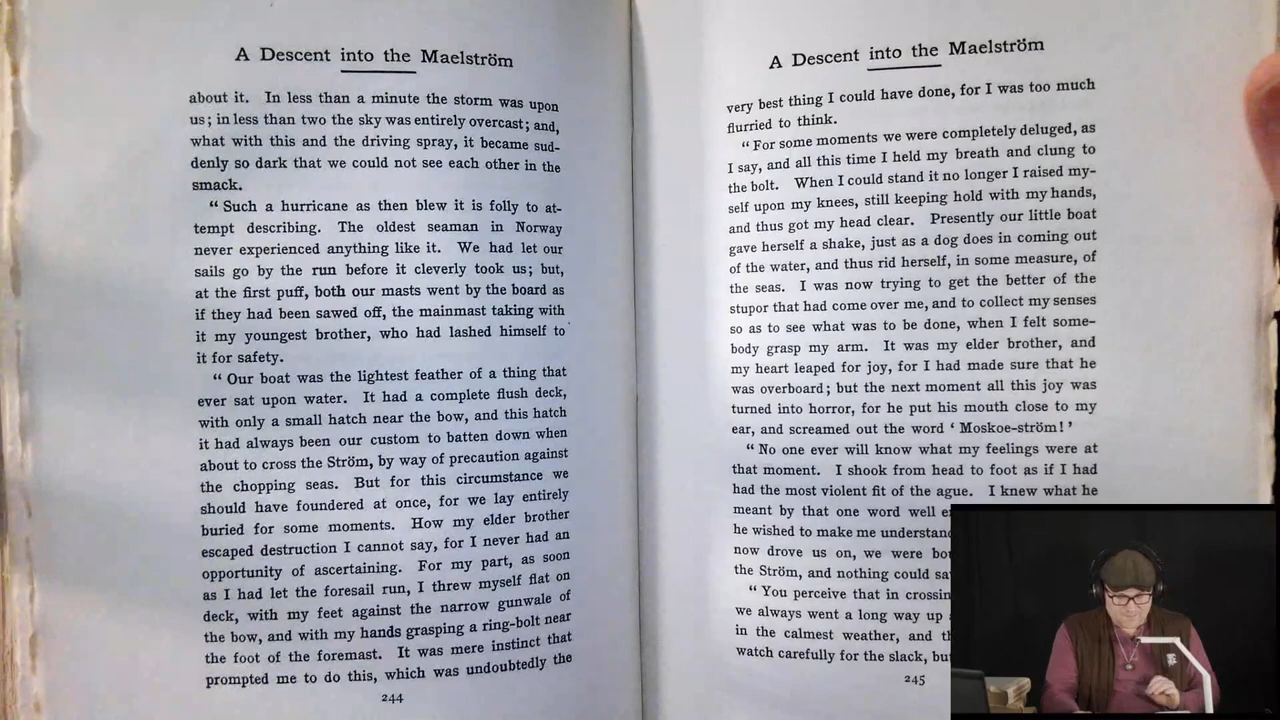 A Descent into the Maelström
about it. In less than a minute the storm was upon
us; in less than two the sky was entirely overcast; and,
what with this and the driving spray, it became sud-
denly so dark that we could not see each other in the
smack.
“ Such a hurricane as then blew it is folly to at-
tempt describing. The oldest seaman in Norway
never experienced anything like it. We had let our
sails go by the run before it cleverly took us; but,
at the first puff, both our masts went by the board as
if they had been sawed off, the mainmast taking with
it my youngest brother, who had lashed himself to
it for safety.
“ Our boat was the lightest feather of a thing that
ever sat upon water. It had a complete flush deck,
with only a small hatch near the bow, and this hatch
it had always been our custom to batten down when
about to cross the Ström, by way of precaution against
the chopping seas. But for this circumstance we
should have foundered at once, for we lay entirely
buried for some moments. How my elder brother
escaped destruction I cannot say, for I never had an
opportunity of ascertaining. For my part, as soon
as I had let the foresail run, I threw myself flat on
deck, with my feet against the narrow gunwale of
the bow, and with my hands grasping a ring-bolt near
the foot of the foremast. It was mere instinct that
prompted me to do this, which was undoubtedly the
244
A Descent into the Maelström
very best thing I could have done, for I was too much
flurried to think.
“ For some moments we were completely deluged, as
I say, and all this time I held my breath and clung to
the bolt. When I could stand it no longer I raised my-
self upon my knees, still keeping hold with my hands,
and thus got my head clear. Presently our little boat
gave herself a shake, just as a dog does in coming out
of the water, and thus rid herself, in some measure, of
the seas. I was now trying to get the better of the
stupor that had come over me, and to collect my senses
so as to see what was to be done, when I felt some-
body grasp my arm. It was my elder brother, and
my heart leaped for joy, for I had made sure that he
was overboard; but the next moment all this joy was
turned into horror, for he put his mouth close to my
ear, and screamed out the word ‘ Moskoe-ström! ’
“ No one ever will know what my feelings were at
that moment. I shook from head to foot as if I had
had the most violent fit of the ague. I knew what he
meant by that one word well
he wished to make me understand
now drove us on, we were
the Ström, and nothing could
“ You perceive that in
we always went a long way up
in the calmest weather, and
watch carefully for the slack,
245